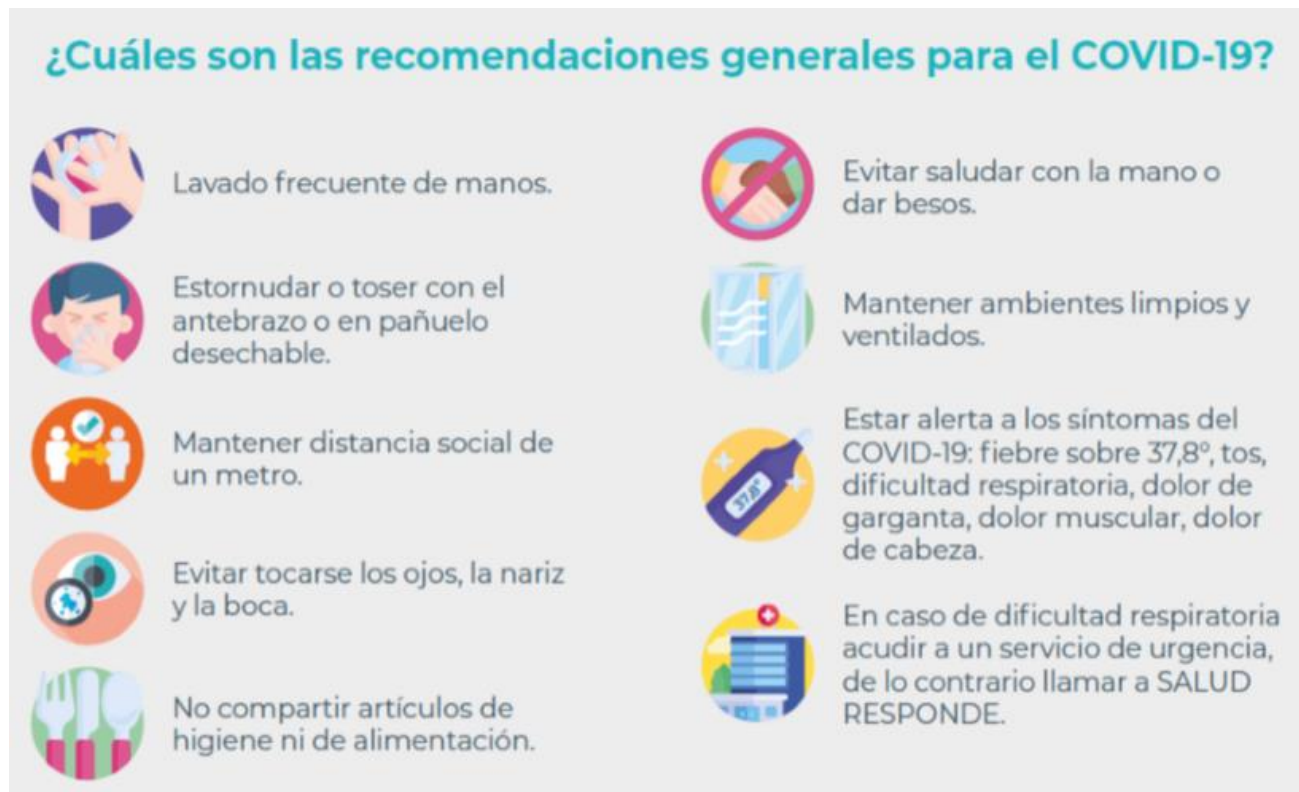 ¿Cuáles son las recomendaciones generales para el COVID-19?
Lavado frecuente de manos.
Estornudar o toser con el
antebrazo o en pañuelo
desechable.
Mantener distancia social de
un metro.
Evitar tocarse los ojos, la nariz
y la boca.
No compartir artículos de
higiene ni de alimentación.
Evitar saludar con la mano o
dar besos.
Mantener ambientes limpios y
ventilados.
Estar alerta a los síntomas del
COVID-19: fiebre sobre 37,8º, tos,
dificultad respiratoria, dolor de
garganta, dolor muscular, dolor
de cabeza.
37,8°
En caso de dificultad respiratoria
acudir a un servicio de urgencia,
de lo contrario llamar a SALUD
RESPONDE.